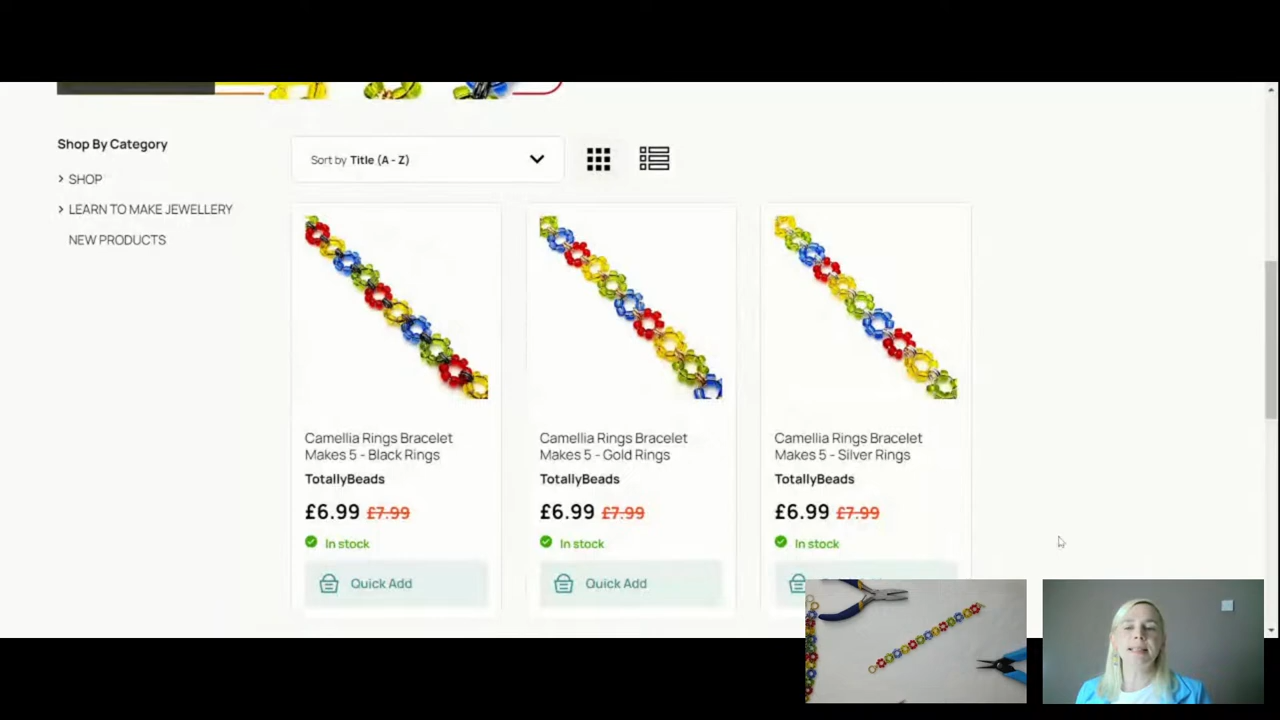 Shop By Category
SHOP
LEARN TO MAKE JEWELLERY
NEW PRODUCTS
Sort by Title (A - Z)
Camellia Rings Bracelet
Makes 5 - Black Rings
TotallyBeads
£6.99 £7.99
In stock
Quick Add
Camellia Rings Bracelet
Makes 5 - Gold Rings
TotallyBeads
£6.99 £7.99
In stock
Quick Add
Camellia Rings Bracelet
Makes 5 - Silver Rings
TotallyBeads
£6.99 £7.99
In stock